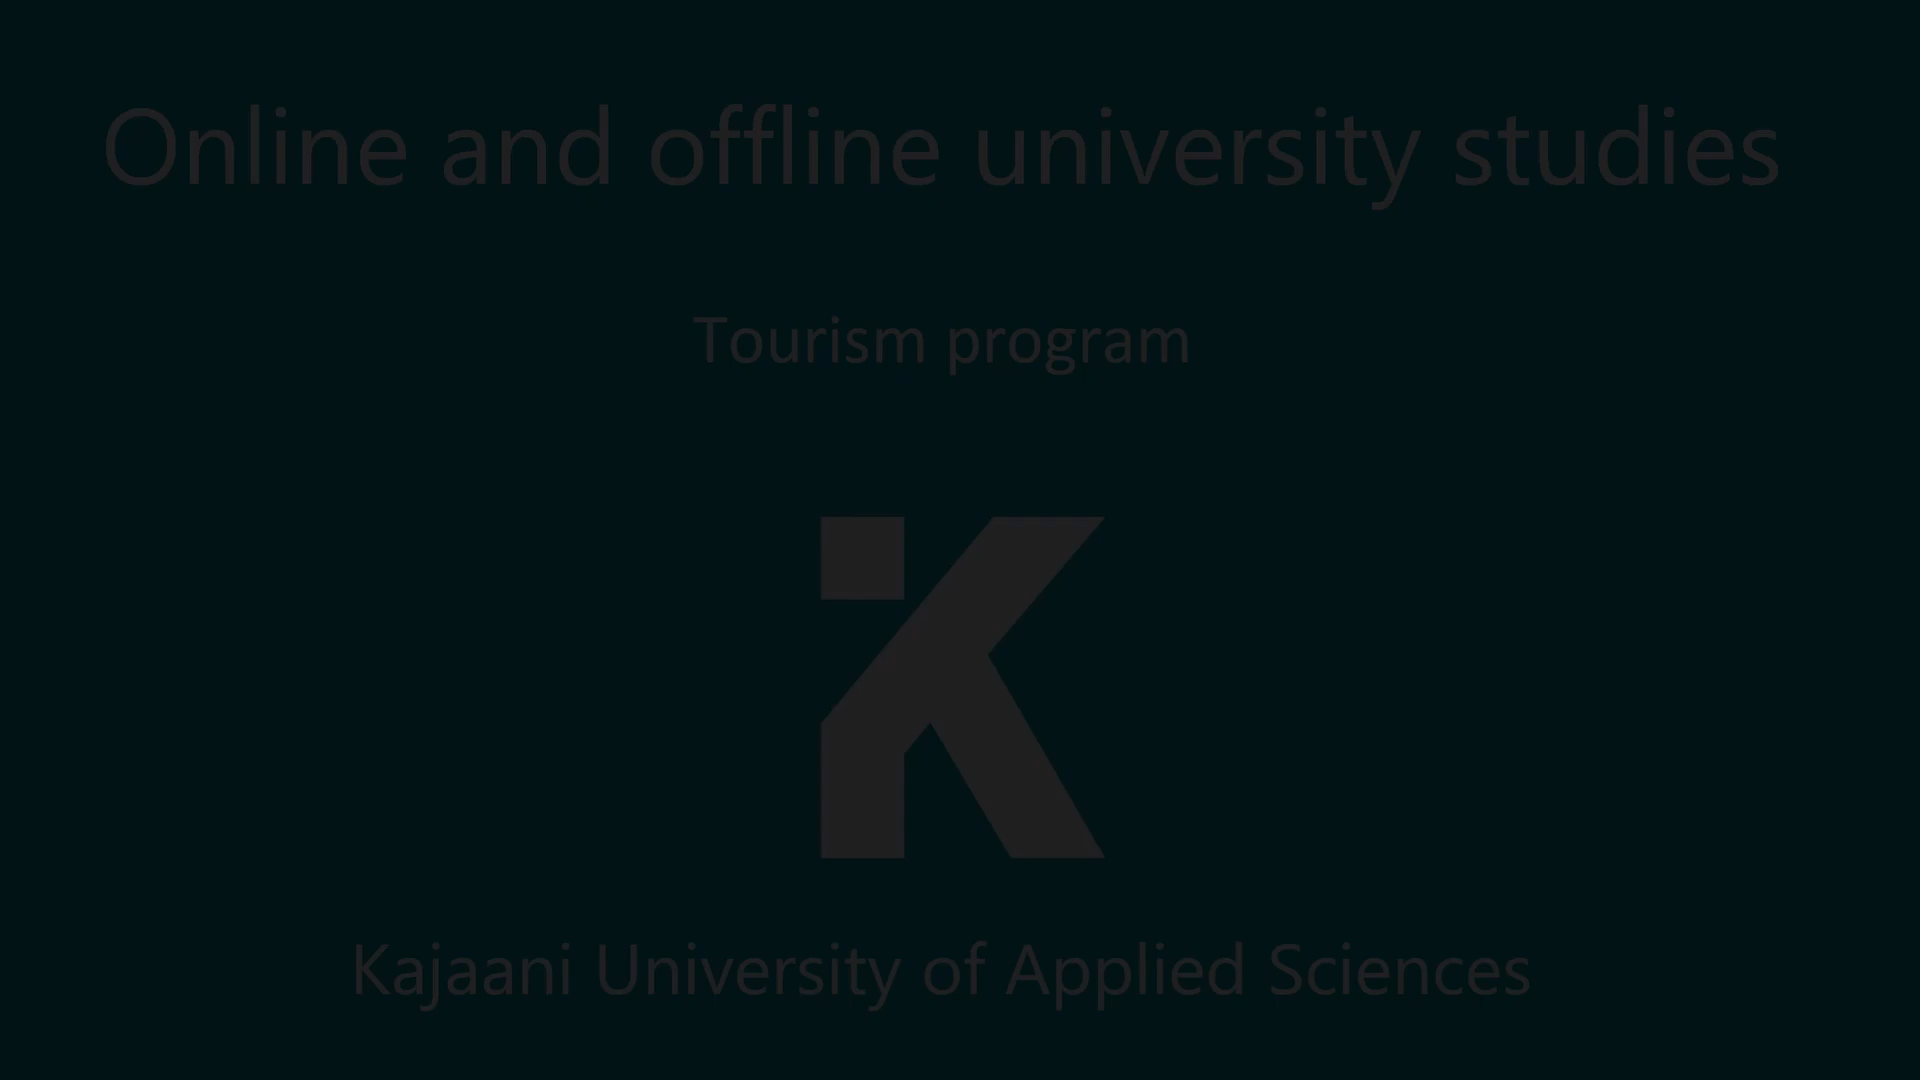 Online and offline university studies
Tourism program
Kajaani University of Applied Sciences